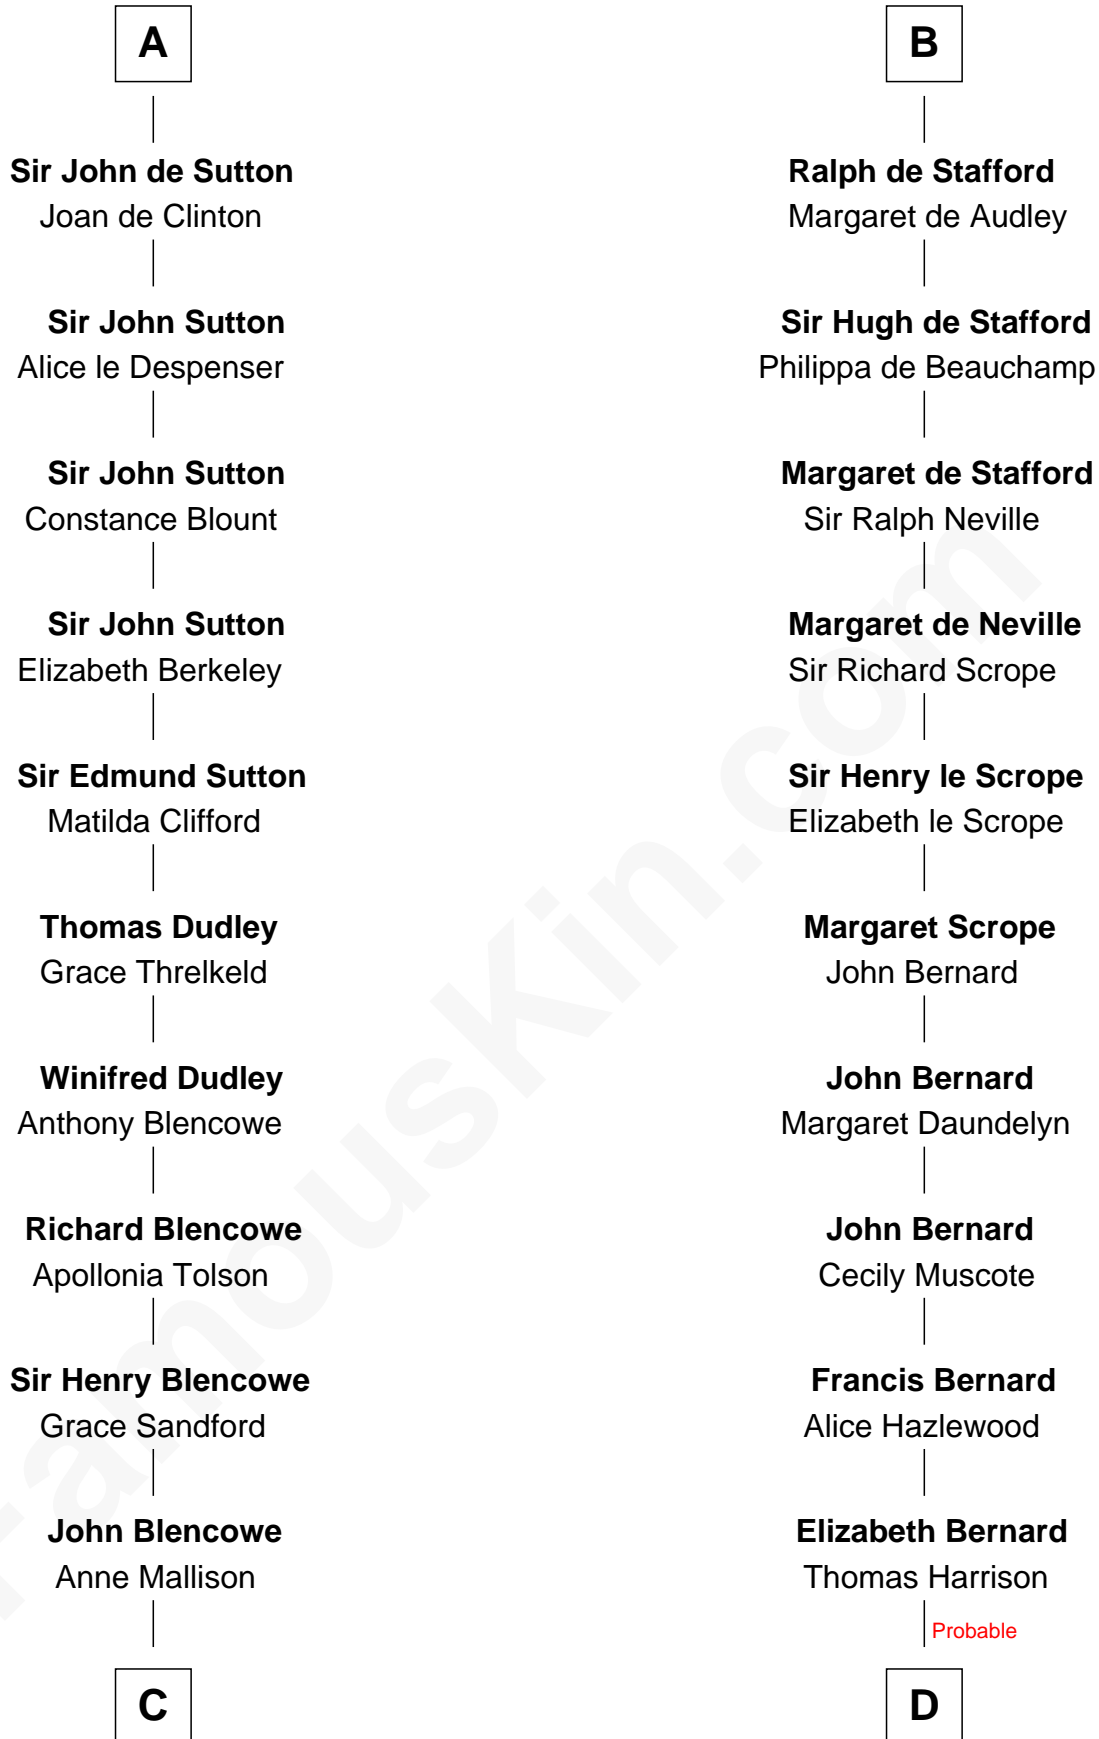 A
Sir John de Sutton
Joan de Clinton
Sir John Sutton
Alice le Despenser
Sir John Sutton
Constance Blount
Sir John Sutton
Elizabeth Berkeley
Sir Edmund Sutton
Matilda Clifford
Thomas Dudley
Grace Threlkeld
Winifred Dudley
Anthony Blencowe
Richard Blencowe
Apollonia Tolson
Sir Henry Blencowe
Grace Sandford
John Blencowe
Anne Mallison
C
B
Ralph de Stafford
Margaret de Audley
Sir Hugh de Stafford
Philippa de Beauchamp
Margaret de Stafford
Sir Ralph Neville
Margaret de Neville
Sir Richard Scrope
Sir Henry le Scrope
Elizabeth le Scrope
Margaret Scrope
John Bernard
John Bernard
Margaret Daundelyn
John Bernard
Cecily Muscote
Francis Bernard
Alice Hazlewood
Elizabeth Bernard
Thomas Harrison
Probable
D
FamousKin.com